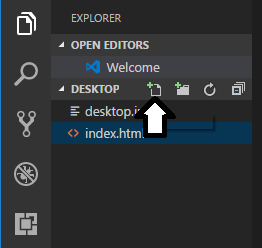 EXPLORER
OPEN EDITORS
Welcome
DESKTOP
desktop.i
index.htm